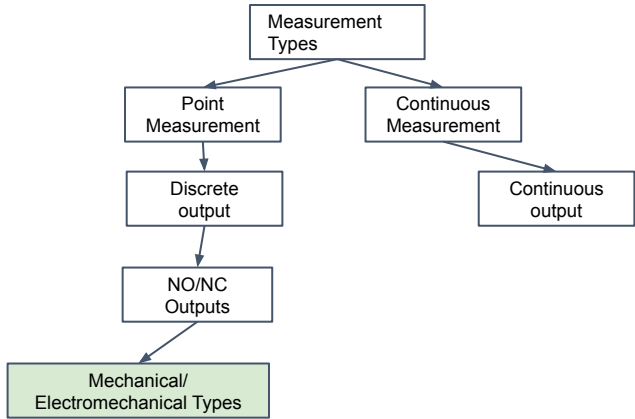 Measurement
Types
Point
Measurement
Continuous
Measurement
Discrete
output
Continuous
output
NO/NC
Outputs
Mechanical/
Electromechanical Types